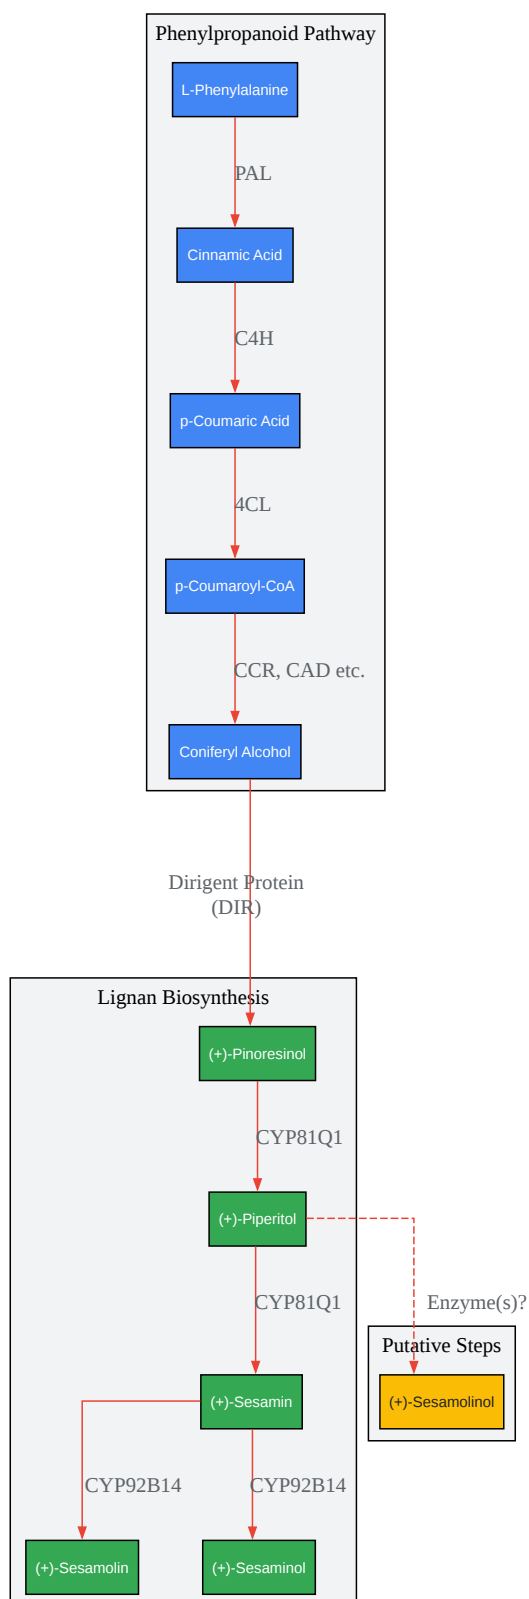 Phenylpropanoid Pathway
L-Phenylalanine
PAL
Cinnamic Acid
C4H
p-Coumaric Acid
4CL
p-Coumaroyl-CoA
CCR, CAD etc.
Coniferyl Alcohol
Dirigent Protein
(DIR)
Lignan Biosynthesis
(+)-Pinoresinol
CYP81Q1
(+)-Piperitol
CYP81Q1
Enzyme(s)?
Putative Steps
(+)-Sesamin
(+)-Sesamolinol
CYP92B14
CYP92B14
(+)-Sesamolin
(+)-Sesaminol